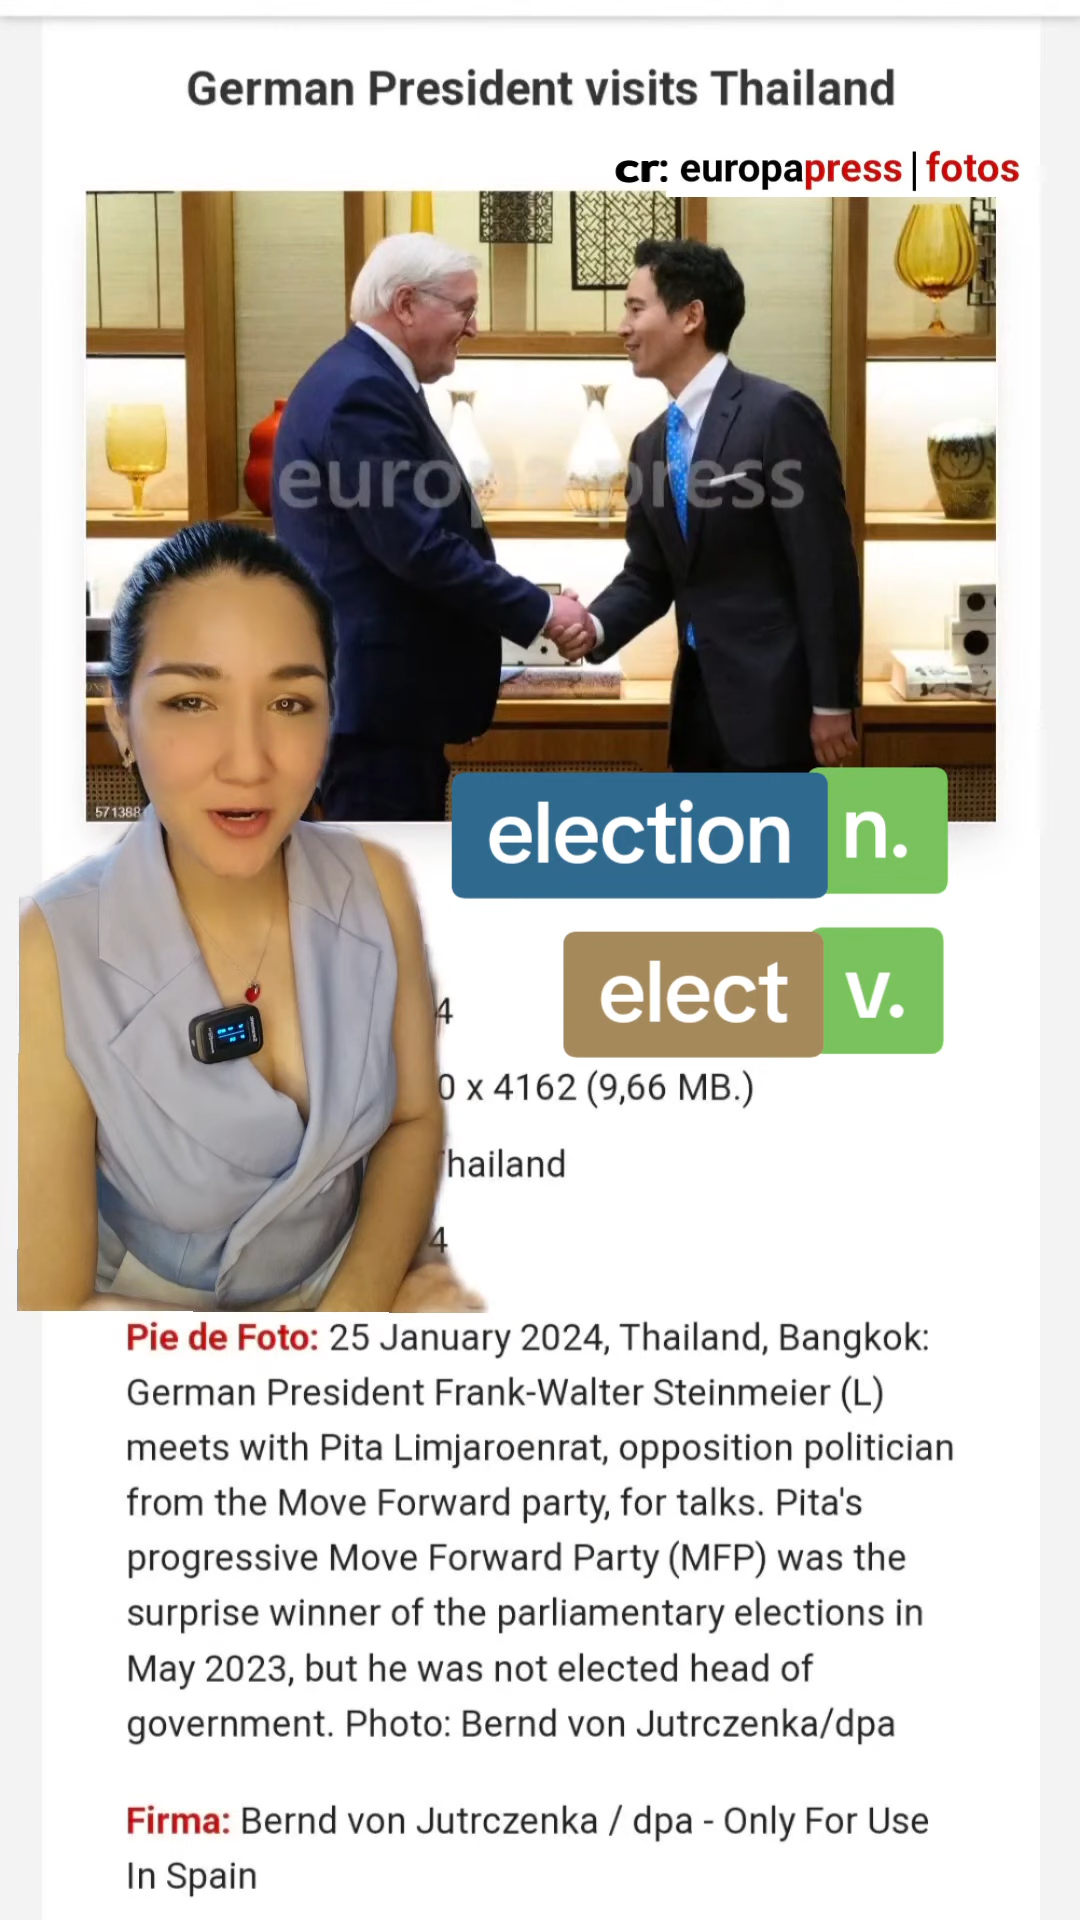 German President visits Thailand
cr: europapress | fotos
europa press
571388
election n.
elect v.
4
0 x 4162 (9,66 MB.)
hailand
4
Pie de Foto: 25 January 2024, Thailand, Bangkok:
German President Frank-Walter Steinmeier (L)
meets with Pita Limjaroenrat, opposition politician
from the Move Forward party, for talks. Pita's
progressive Move Forward Party (MFP) was the
surprise winner of the parliamentary elections in
May 2023, but he was not elected head of
government. Photo: Bernd von Jutrczenka/dpa
Firma: Bernd von Jutrczenka / dpa - Only For Use
In Spain